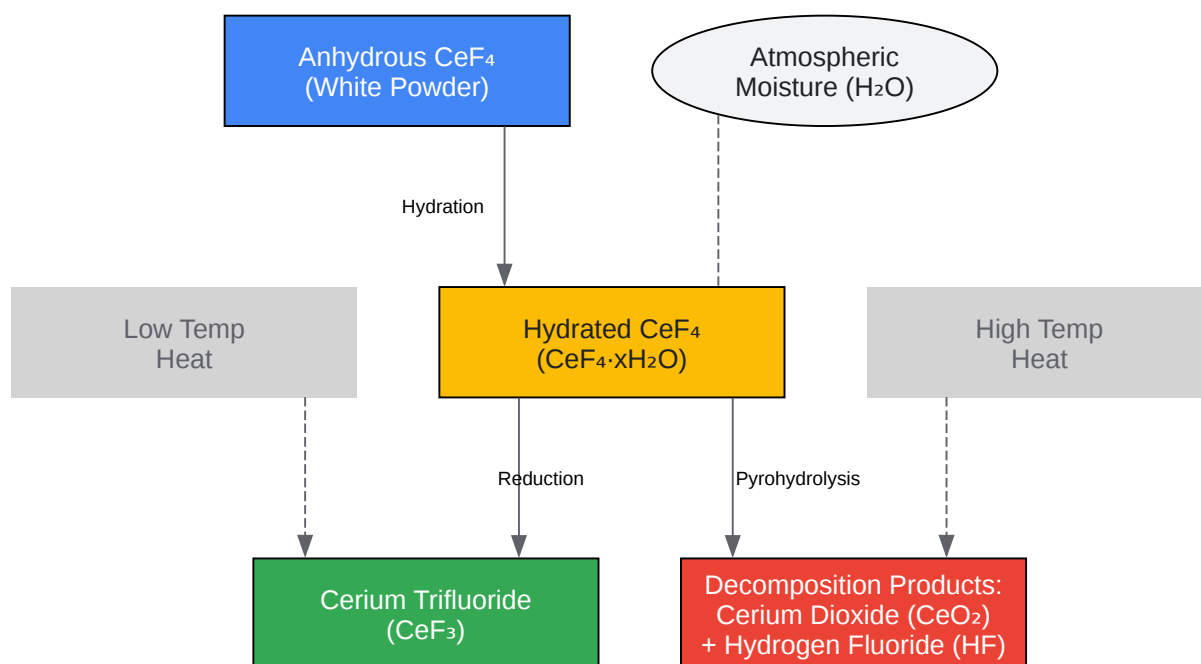 Anhydrous CeF₄
(White Powder)
Atmospheric
Moisture (H₂O)
Hydration
Low Temp
Heat
Hydrated CeF₄
(CeF₄·xH₂O)
High Temp
Heat
Reduction
Pyrohydrolysis
Cerium Trifluoride
(CeF₃)
Decomposition Products:
Cerium Dioxide (CeO₂)
+ Hydrogen Fluoride (HF)